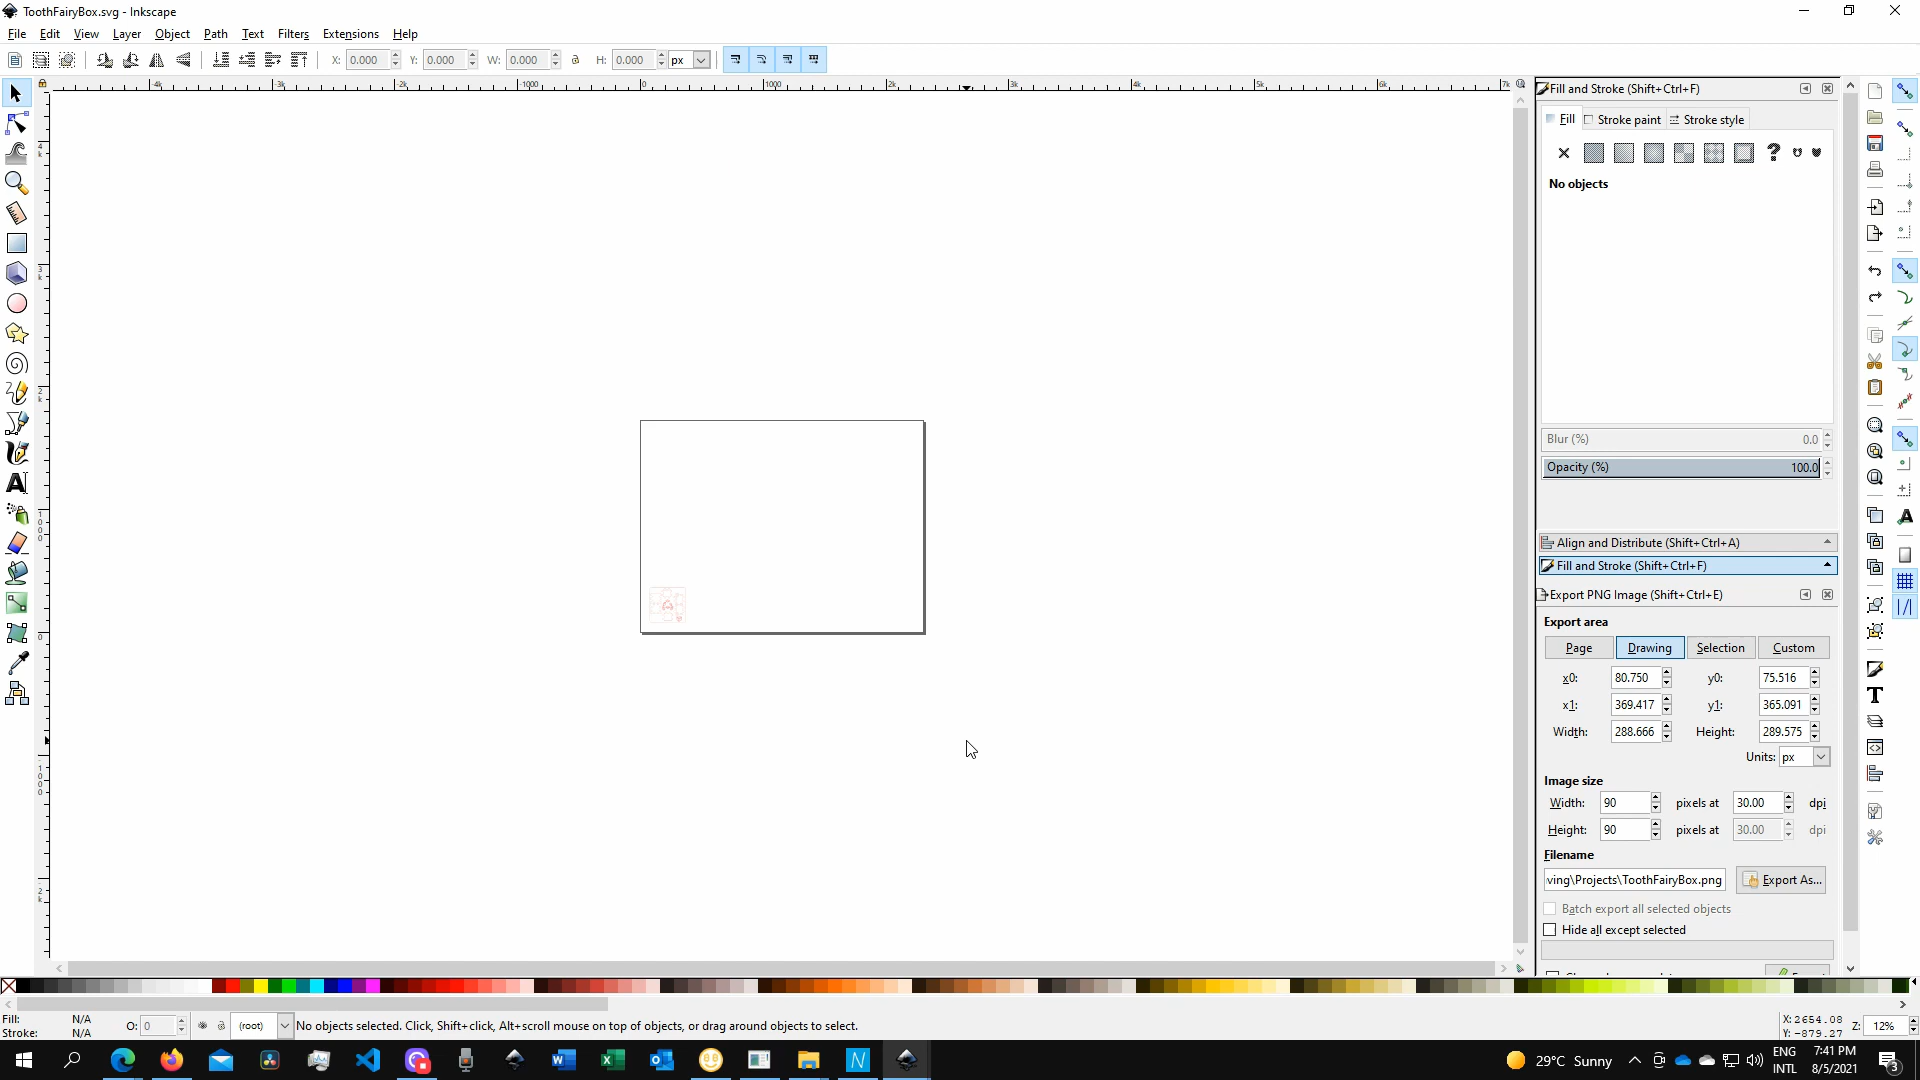 ToothFairyBox.svg - Inkscape
File Edit View Layer Object Path Text Filters Extensions Help
X: 0.000 Y: 0.000 W: 0.000 H: 0.000 px
Fill and Stroke (Shift+Ctrl+F)
Fill Stroke paint Stroke style
No objects
Blur (%) 0.0
Opacity (%) 100.0
Align and Distribute (Shift+Ctrl+A)
Fill and Stroke (Shift+Ctrl+F)
Export PNG Image (Shift+Ctrl+E)
Export area
Page Drawing Selection Custom
x0: 80.750 y0: 75.516
x1: 369.417 y1: 365.091
Width: 288.666 Height: 289.575
Units: px
Image size
Width: 90 pixels at 30.00 dpi
Height: 90 pixels at 30.00 dpi
Filename
ving\Projects\ToothFairyBox.png Export As...
Batch export all selected objects
Hide all except selected
Fill: N/A
Stroke: N/A
O: 0 (root) No objects selected. Click, Shift+click, Alt+scroll mouse on top of objects, or drag around objects to select.
X: 2654.08
Y: -879.27
Z: 12%
29°C Sunny
ENG
INTL
7:41 PM
8/5/2021
3